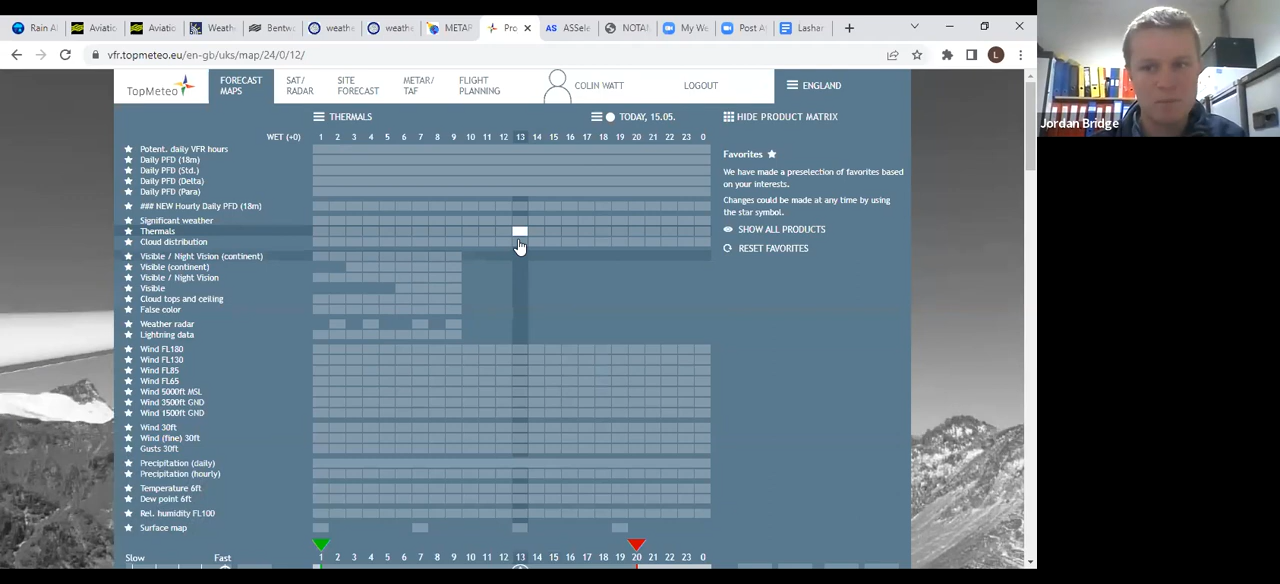 Rain Al
Aviatio
Aviatio
Weath
Bentw
weathe
weathe
METAR
Pro
ASSele
NOTAI
My We
Post A
Lashar
vfr.topmeteo.eu/en-gb/uks/map/24/0/12/
L
TopMeteo
FORECAST MAPS
SAT/ RADAR
SITE FORECAST
METAR/ TAF
FLIGHT PLANNING
COLIN WATT
LOGOUT
ENGLAND
Jordan Bridge
THERMALS
TODAY, 15.05.
HIDE PRODUCT MATRIX
WET (+0)
1 2 3 4 5 6 7 8 9 10 11 12 13 14 15 16 17 18 19 20 21 22 23 0
Potent. daily VFR hours
Daily PFD (18m)
Daily PFD (Std.)
Daily PFD (Delta)
Daily PFD (Para)
### NEW Hourly Daily PFD (18m)
Significant weather
Thermals
Cloud distribution
Visible / Night Vision (continent)
Visible (continent)
Visible / Night Vision
Visible
Cloud tops and ceiling
False color
Weather radar
Lightning data
Wind FL180
Wind FL130
Wind FL85
Wind FL65
Wind 5000ft MSL
Wind 3500ft GND
Wind 1500ft GND
Wind 30ft
Wind (fine) 30ft
Gusts 30ft
Precipitation (daily)
Precipitation (hourly)
Temperature 6ft
Dew point 6ft
Rel. humidity FL100
Surface map
Favorites
We have made a preselection of favorites based
on your interests.
Changes could be made at any time by using
the star symbol.
SHOW ALL PRODUCTS
RESET FAVORITES
Slow
Fast
1 2 3 4 5 6 7 8 9 10 11 12 13 14 15 16 17 18 19 20 21 22 23 0